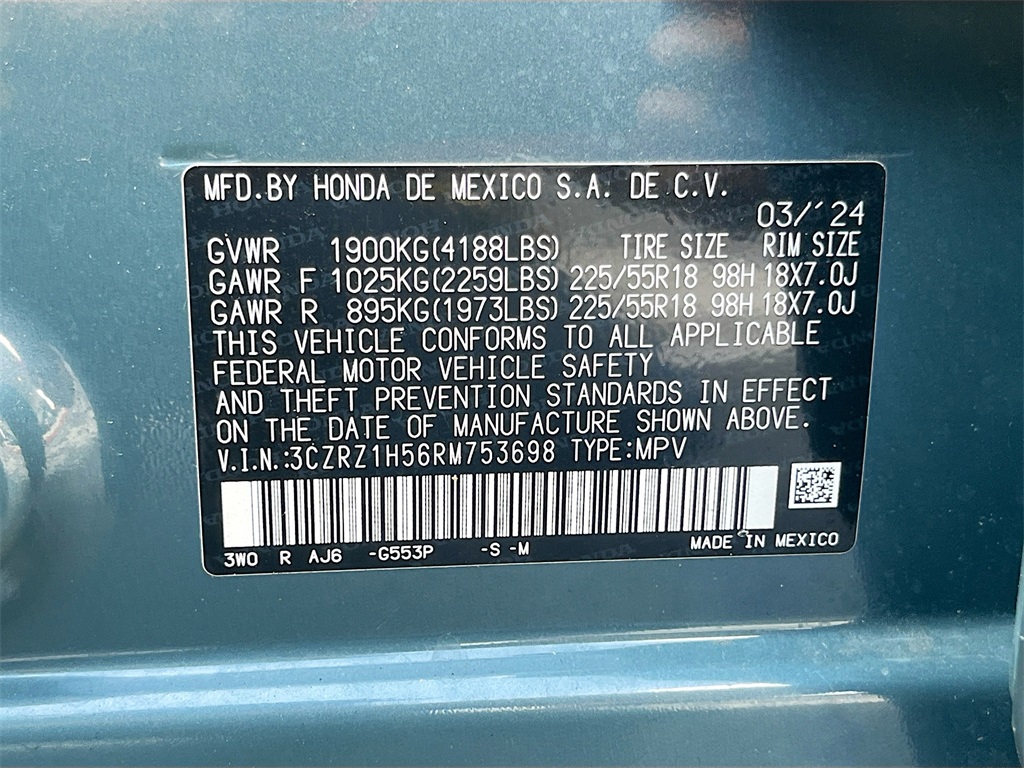 MFD.BY HONDA DE MEXICO S.A. DE C.V.
03/´24
GVWR 1900KG(4188LBS) TIRE SIZE RIM SIZE
GAWR F 1025KG(2259LBS) 225/55R18 98H 18X7.0J
GAWR R 895KG(1973LBS) 225/55R18 98H 18X7.0J
THIS VEHICLE CONFORMS TO ALL APPLICABLE
FEDERAL MOTOR VEHICLE SAFETY
AND THEFT PREVENTION STANDARDS IN EFFECT
ON THE DATE OF MANUFACTURE SHOWN ABOVE.
V.I.N.:3CZRZ1H56RM753698 TYPE:MPV
3W0 R AJ6 -G553P -S -M MADE IN MEXICO